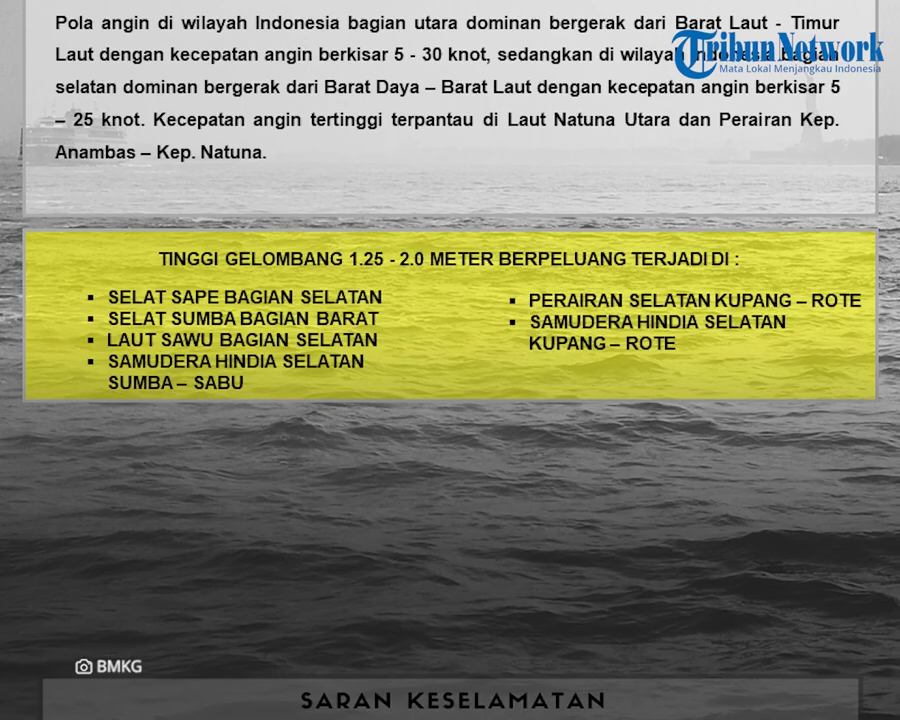 Pola angin di wilayah Indonesia bagian utara dominan bergerak dari Barat Laut - Timur
Laut dengan kecepatan angin berkisar 5 - 30 knot, sedangkan di wilayah Indonesia bagian
selatan dominan bergerak dari Barat Daya – Barat Laut dengan kecepatan angin berkisar 5
– 25 knot. Kecepatan angin tertinggi terpantau di Laut Natuna Utara dan Perairan Kep.
Anambas – Kep. Natuna.
Tribun Network
Mata Lokal Menjangkau Indonesia
TINGGI GELOMBANG 1.25 - 2.0 METER BERPELUANG TERJADI DI :
▪ SELAT SAPE BAGIAN SELATAN
▪ SELAT SUMBA BAGIAN BARAT
▪ LAUT SAWU BAGIAN SELATAN
▪ SAMUDERA HINDIA SELATAN
SUMBA – SABU
▪ PERAIRAN SELATAN KUPANG – ROTE
▪ SAMUDERA HINDIA SELATAN
KUPANG – ROTE
BMKG
SARAN KESELAMATAN